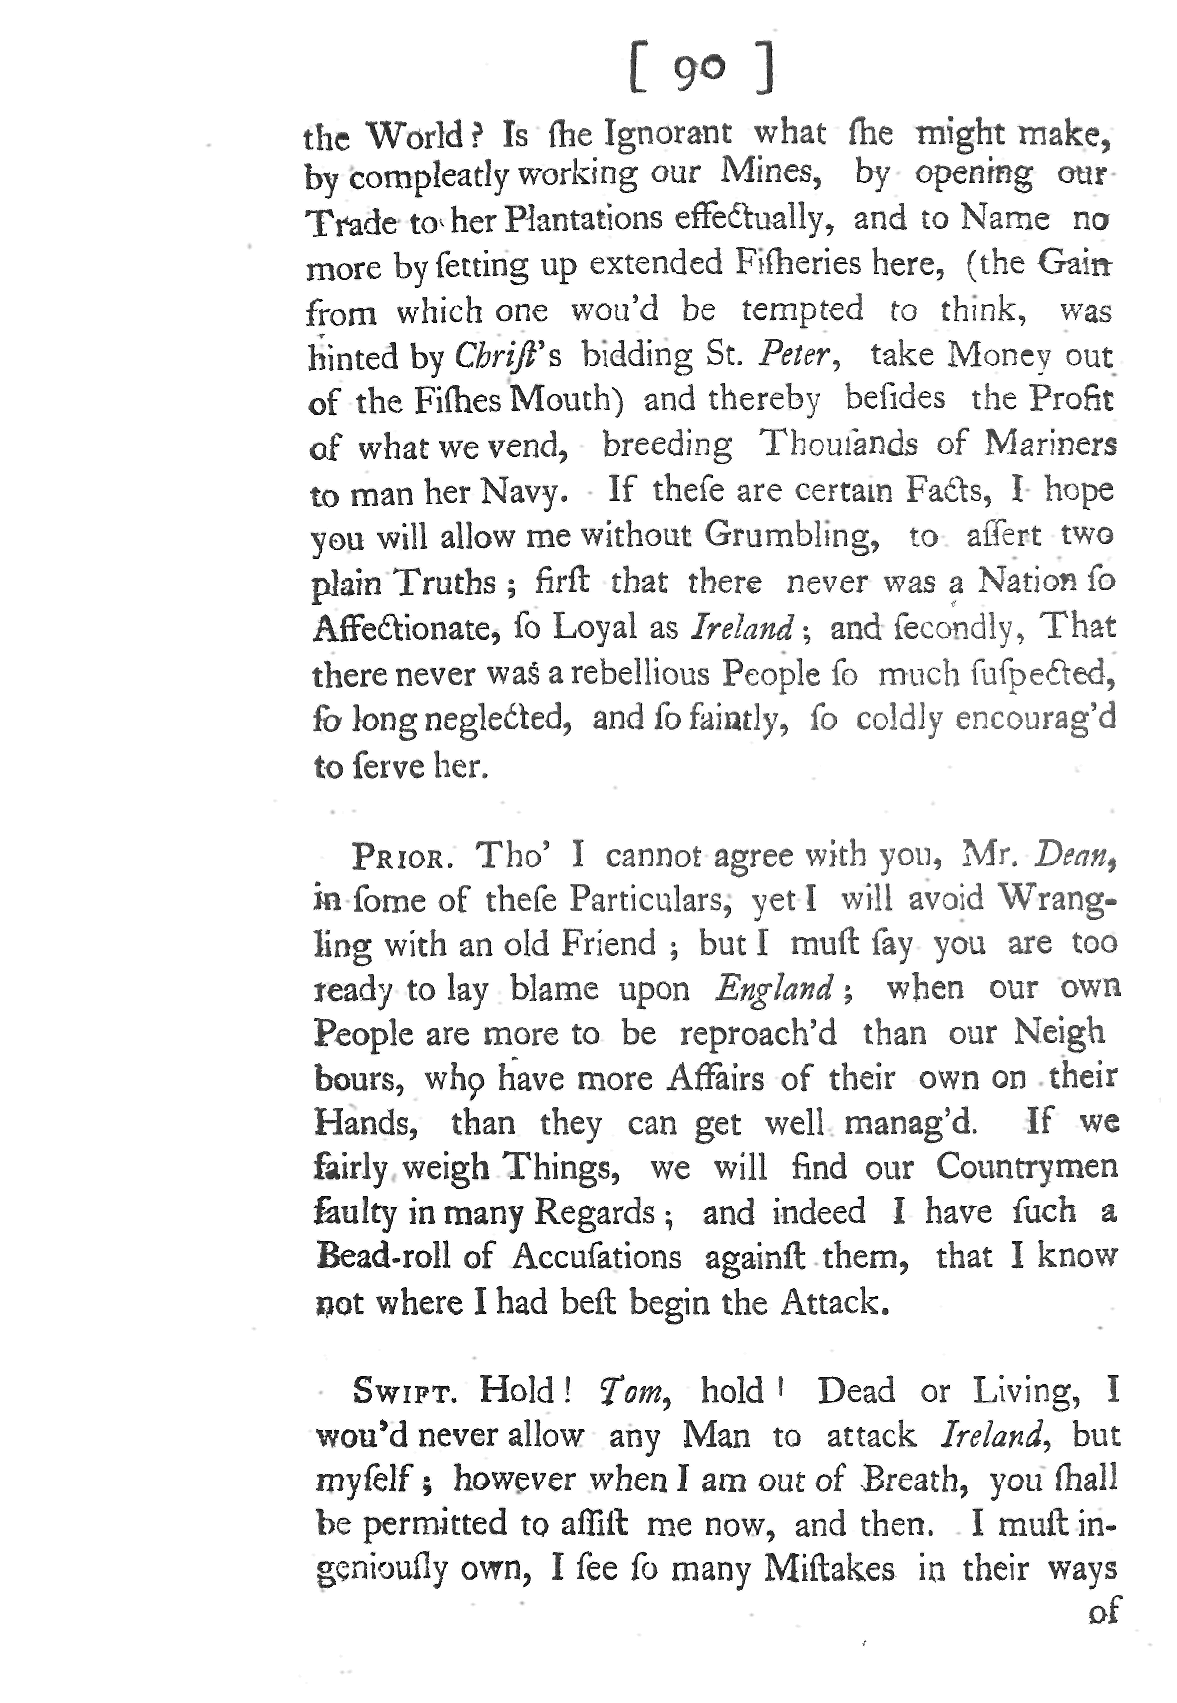 [ 90 ]
the World? Is ſhe Ignorant what ſhe might make,
by compleatly working our Mines, by opening our
Trade to her Plantations effectually, and to Name no
more by ſetting up extended Fiſheries here, (the Gain
from which one wou'd be tempted to think, was
hinted by Chriſt's bidding St. Peter, take Money out
of the Fiſhes Mouth) and thereby beſides the Profit
of what we vend, breeding Thouſands of Mariners
to man her Navy. If theſe are certain Facts, I hope
you will allow me without Grumbling, to aſſert two
plain Truths; firſt that there never was a Nation ſo
Affectionate, ſo Loyal as Ireland; and ſecondly, That
there never was a rebellious People ſo much ſuſpected,
ſo long neglected, and ſo faintly, ſo coldly encourag'd
to ſerve her.
PRIOR. Tho' I cannot agree with you, Mr. Dean,
in ſome of theſe Particulars, yet I will avoid Wrang-
ling with an old Friend; but I muſt ſay you are too
ready to lay blame upon England; when our own
People are more to be reproach'd than our Neigh
bours, who have more Affairs of their own on their
Hands, than they can get well manag'd. If we
fairly weigh Things, we will find our Countrymen
faulty in many Regards; and indeed I have ſuch a
Bead-roll of Accuſations againſt them, that I know
not where I had beſt begin the Attack.
SWIFT. Hold! Tom, hold! Dead or Living, I
wou'd never allow any Man to attack Ireland, but
myſelf; however when I am out of Breath, you ſhall
be permitted to aſſiſt me now, and then. I muſt in-
geniouſly own, I ſee ſo many Miſtakes in their ways
of